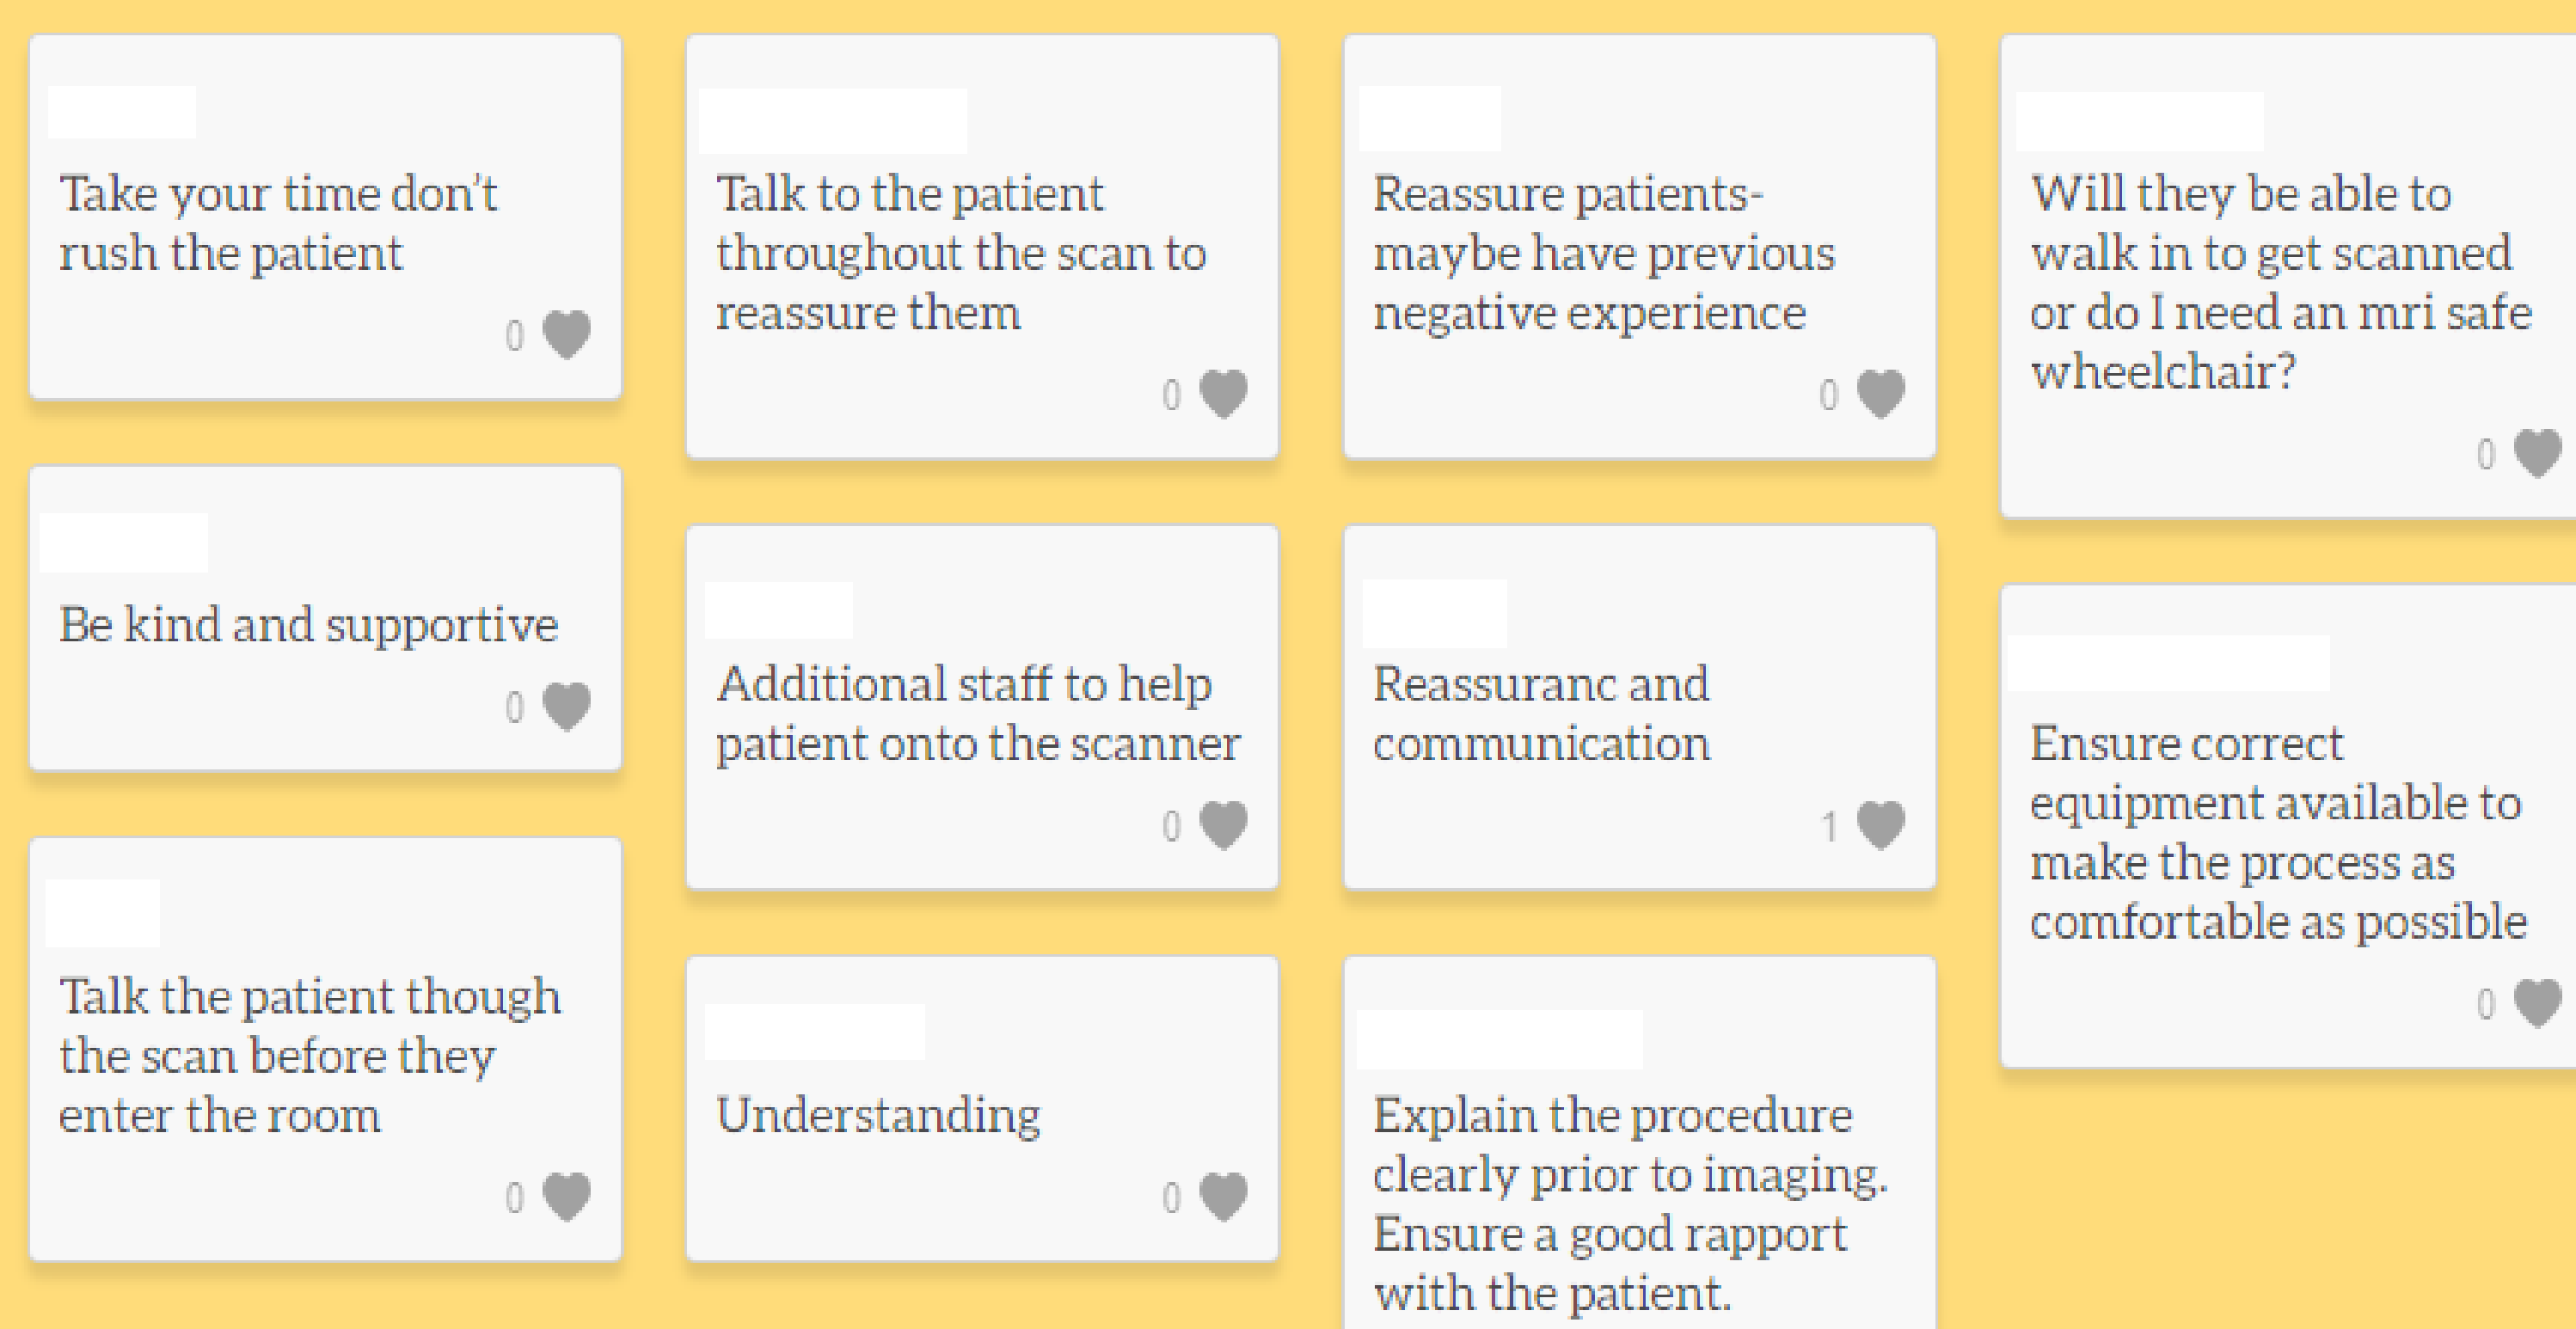 Take your time don't
rush the patient
0
Be kind and supportive
0
Talk the patient though
the scan before they
enter the room
0
Talk to the patient
throughout the scan to
reassure them
0
Additional staff to help
patient onto the scanner
0
Understanding
0
Reassure patients-
maybe have previous
negative experience
0
Reassuranc and
communication
1
Explain the procedure
clearly prior to imaging.
Ensure a good rapport
with the patient.
Will they be able to
walk in to get scanned
or do I need an mri safe
wheelchair?
0
Ensure correct
equipment available to
make the process as
comfortable as possible
0